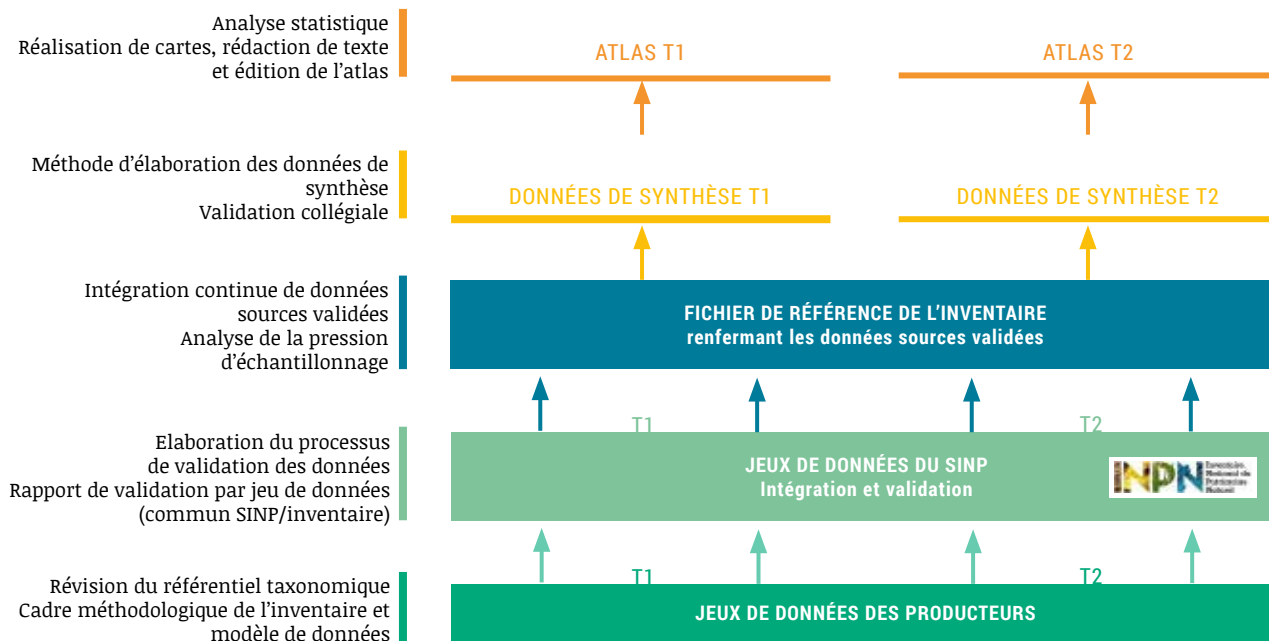 Analyse statistique
Réalisation de cartes, rédaction de texte
et édition de l'atlas
ATLAS T1
ATLAS T2
Méthode d'élaboration des données de
synthèse
Validation collégiale
DONNÉES DE SYNTHÈSE T1
DONNÉES DE SYNTHÈSE T2
Intégration continue de données
sources validées
Analyse de la pression
d'échantillonnage
FICHIER DE RÉFÉRENCE DE L'INVENTAIRE
renfermant les données sources validées
T1
T2
Elaboration du processus
de validation des données
Rapport de validation par jeu de données
(commun SINP/inventaire)
JEUX DE DONNÉES DU SINP
Intégration et validation
INPN
Inventaire
National du
Patrimoine
Naturel
T1
T2
Révision du référentiel taxonomique
Cadre méthodologique de l'inventaire et
modèle de données
JEUX DE DONNÉES DES PRODUCTEURS